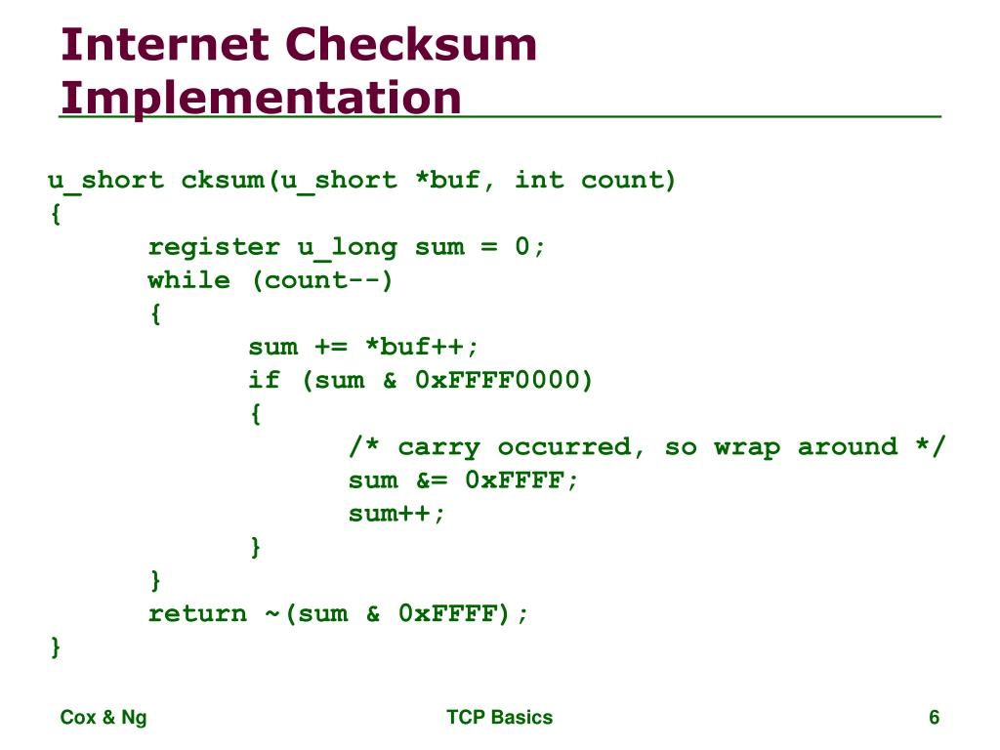 Internet Checksum
Implementation
u_short cksum(u_short *buf, int count)
{
register u_long sum = 0;
while (count--)
{
sum += *buf++;
if (sum & 0xFFFF0000)
{
/* carry occurred, so wrap around */
sum &= 0xFFFF;
sum++;
}
}
return ~(sum & 0xFFFF);
}
Cox & Ng
TCP Basics
6